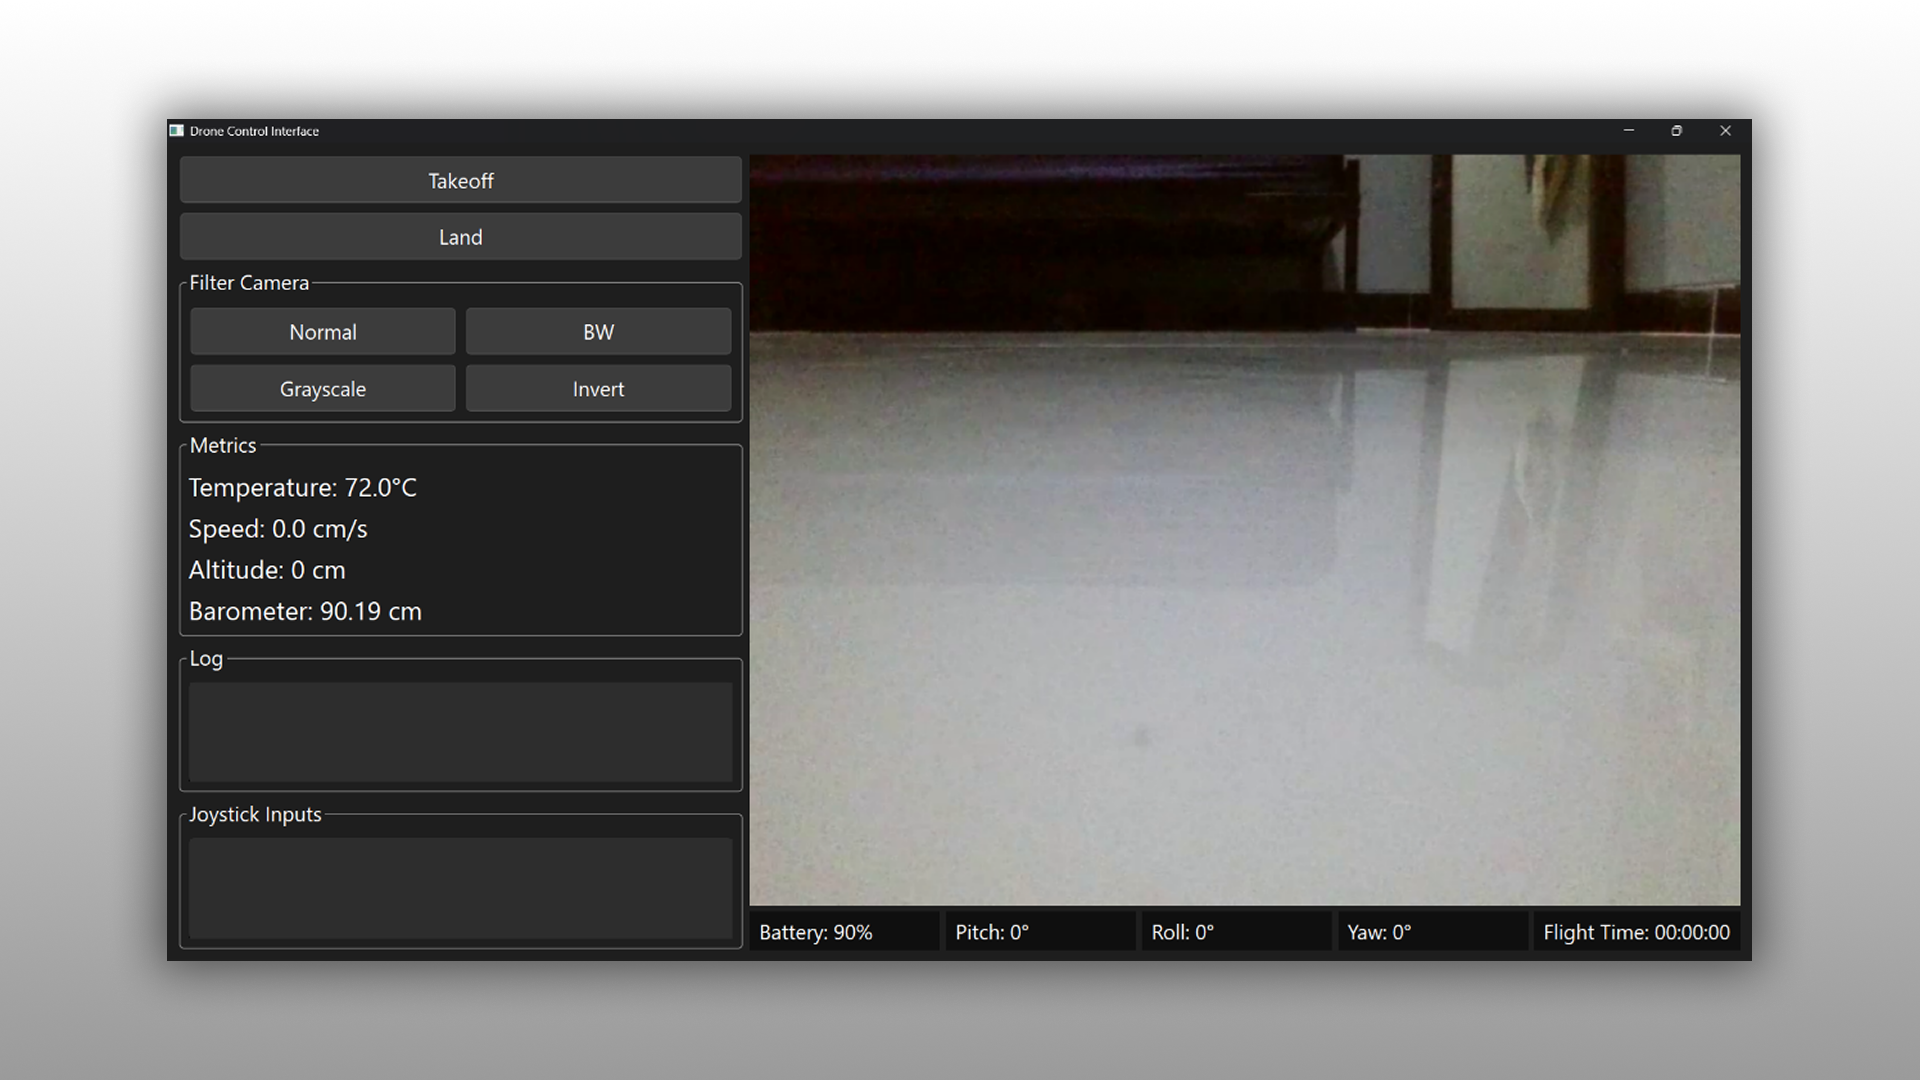 Drone Control Interface
Takeoff
Land
Filter Camera
Normal
BW
Grayscale
Invert
Metrics
Temperature: 72.0°C
Speed: 0.0 cm/s
Altitude: 0 cm
Barometer: 90.19 cm
Log
Joystick Inputs
Battery: 90%
Pitch: 0°
Roll: 0°
Yaw: 0°
Flight Time: 00:00:00